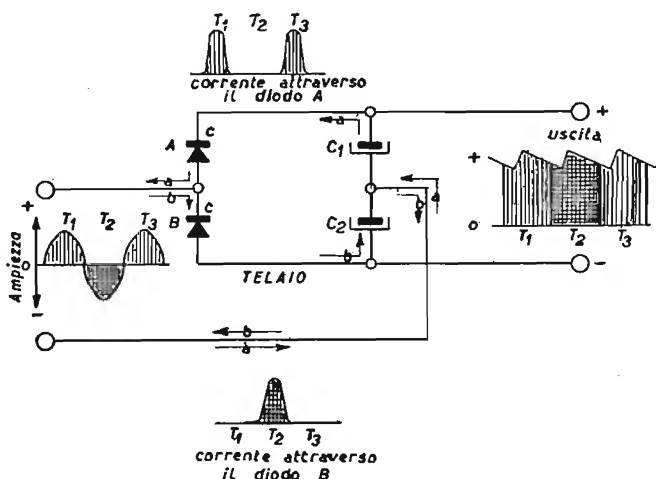 T1 T2 T3
corrente attraverso
il diodo A
+
A c
a
C1
uscita
+
a
b
a
b
+
T1 T2 T3
Ampiezza
o
-
B c
C2
b
o
T1 T2 T3
TELAIO
-
b
a
T1 T2 T3
corrente attraverso
il diodo B